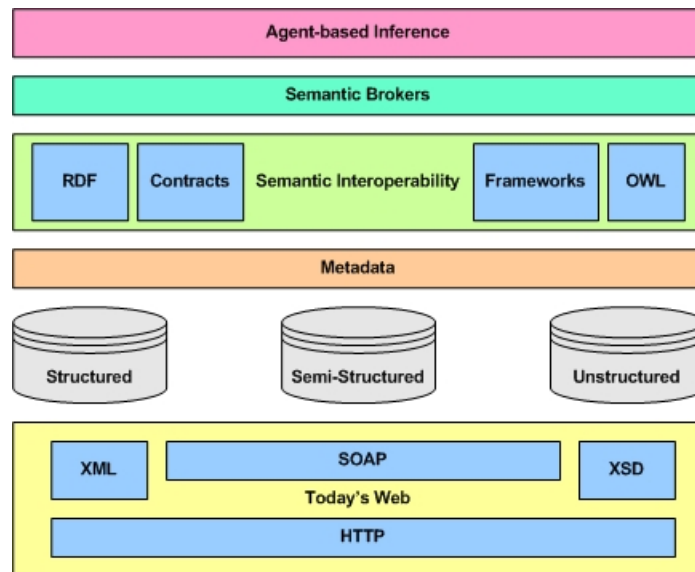 Agent-based Inference
Semantic Brokers
RDF
Contracts
Semantic Interoperability
Frameworks
OWL
Metadata
Structured
Semi-Structured
Unstructured
XML
SOAP
XSD
Today's Web
HTTP